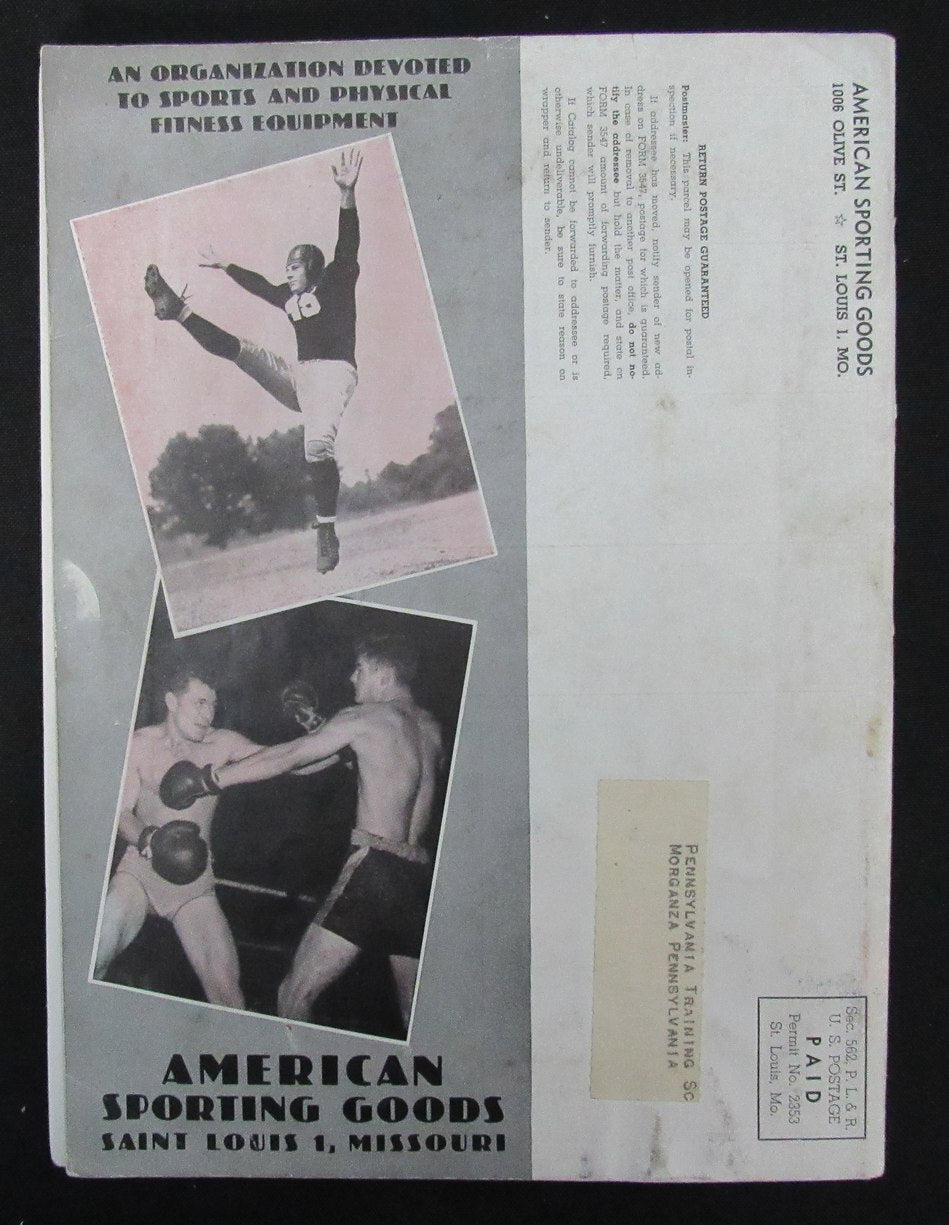 AN ORGANIZATION DEVOTED
TO SPORTS AND PHYSICAL
FITNESS EQUIPMENT
AMERICAN
SPORTING GOODS
SAINT LOUIS 1, MISSOURI
AMERICAN SPORTING GOODS
1006 OLIVE ST. ☆ ST. LOUIS 1, MO.
RETURN POSTAGE GUARANTEED
Postmaster: This parcel may be opened for postal in-
spection if necessary.
If addressee has moved, notify sender of new ad-
dress on FORM 3547, postage for which is guaranteed.
In case of removal to another post office, do not no-
tify the addressee but hold the matter, and state on
FORM 3547 amount of forwarding postage required,
which sender will promptly furnish.
If Catalog cannot be forwarded to addressee or is
otherwise undeliverable, be sure to state reason on
wrapper and return to sender.
Sec. 562, P. L. & R.
U. S. POSTAGE
PAID
Permit No. 2353
St. Louis, Mo.
PENNSYLVANIA TRAINING SC
MORGANZA PENNSYLVANIA